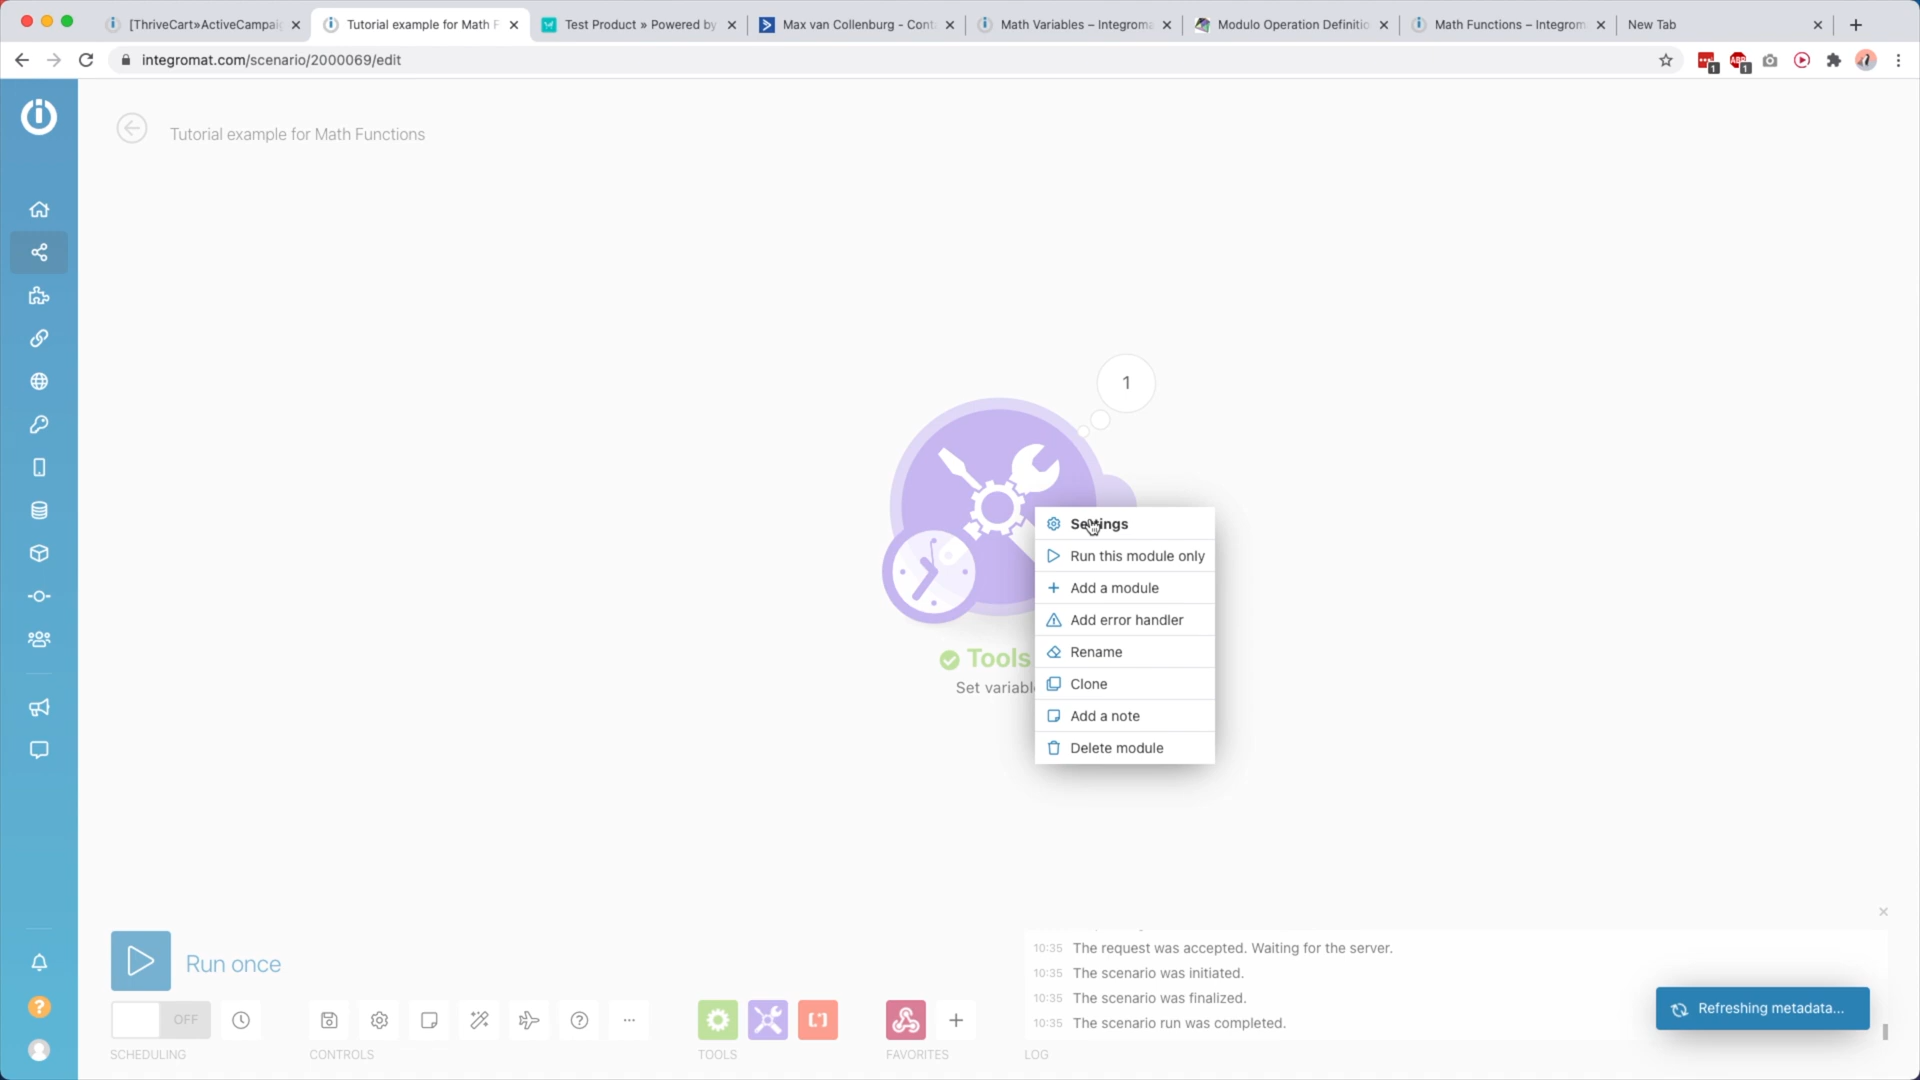 [ThriveCart»ActiveCampaig
Tutorial example for Math F
Test Product » Powered by
Max van Collenburg - Cont
Math Variables – Integroma
Modulo Operation Definitio
Math Functions – Integrom
New Tab
integromat.com/scenario/2000069/edit
1
1
Tutorial example for Math Functions
1
Settings
Run this module only
Add a module
Add error handler
Rename
Clone
Add a note
Delete module
Tools
Set variabl
Run once
OFF
SCHEDULING
CONTROLS
TOOLS
FAVORITES
10:35 The request was accepted. Waiting for the server.
10:35 The scenario was initiated.
10:35 The scenario was finalized.
10:35 The scenario run was completed.
LOG
Refreshing metadata...